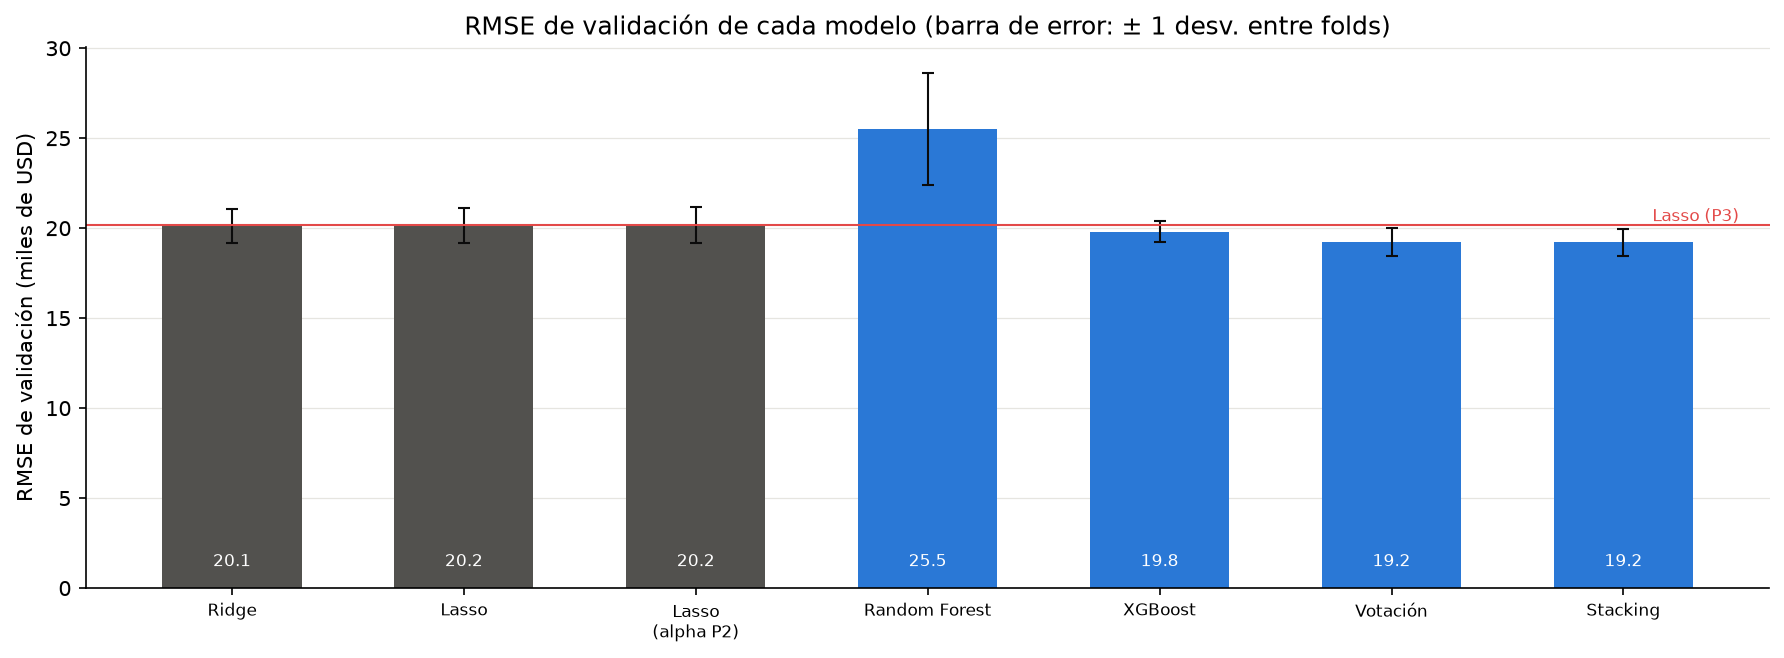 RMSE de validación de cada modelo (barra de error: ± 1 desv. entre folds)
RMSE de validación (miles de USD)
30
25
20
15
10
5
0
Lasso (P3)
20.1
20.2
20.2
25.5
19.8
19.2
19.2
Ridge
Lasso
Lasso
(alpha P2)
Random Forest
XGBoost
Votación
Stacking